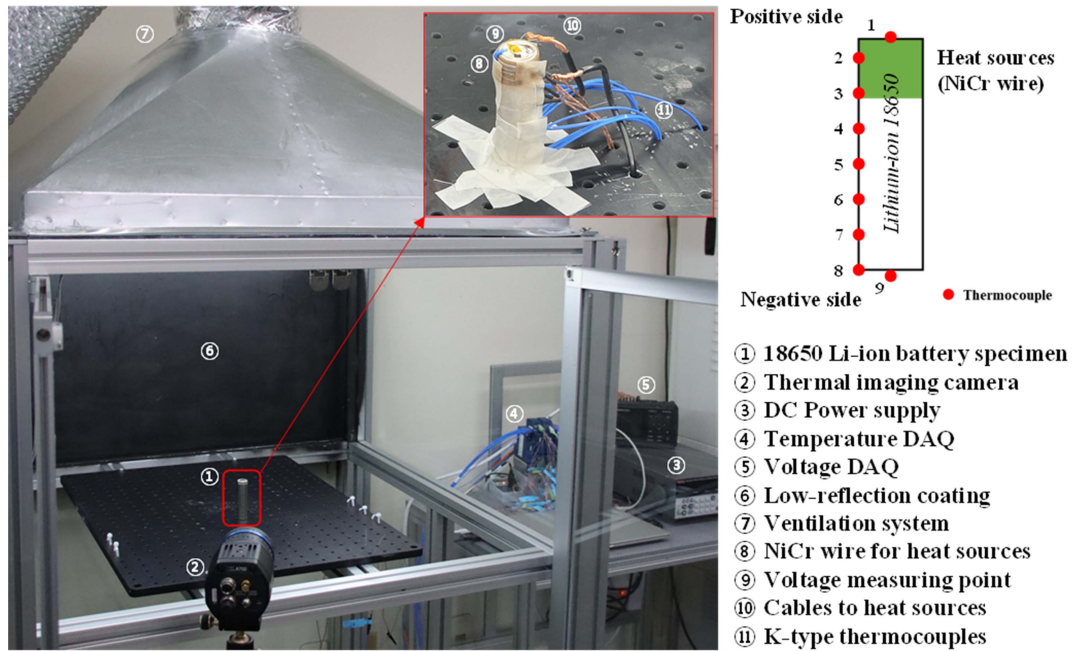 ⑦
⑨
⑩
⑧
⑪
⑥
⑤
④
①
③
②
Positive side
1
2
3
4
5
6
7
8
9
Heat sources
(NiCr wire)
Lithium-ion 18650
Negative side
Thermocouple
① 18650 Li-ion battery specimen
② Thermal imaging camera
③ DC Power supply
④ Temperature DAQ
⑤ Voltage DAQ
⑥ Low-reflection coating
⑦ Ventilation system
⑧ NiCr wire for heat sources
⑨ Voltage measuring point
⑩ Cables to heat sources
⑪ K-type thermocouples